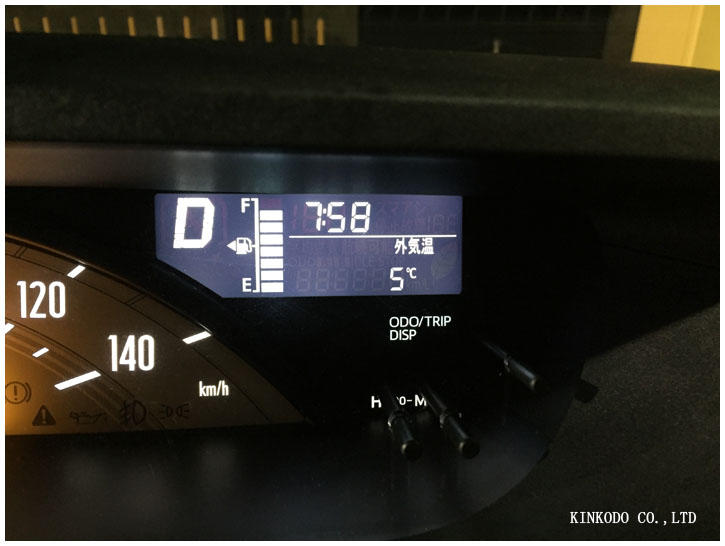 D
F
7:58
外気温
5℃
E
120
140
km/h
ODO/TRIP
DISP
KINKODO CO.,LTD